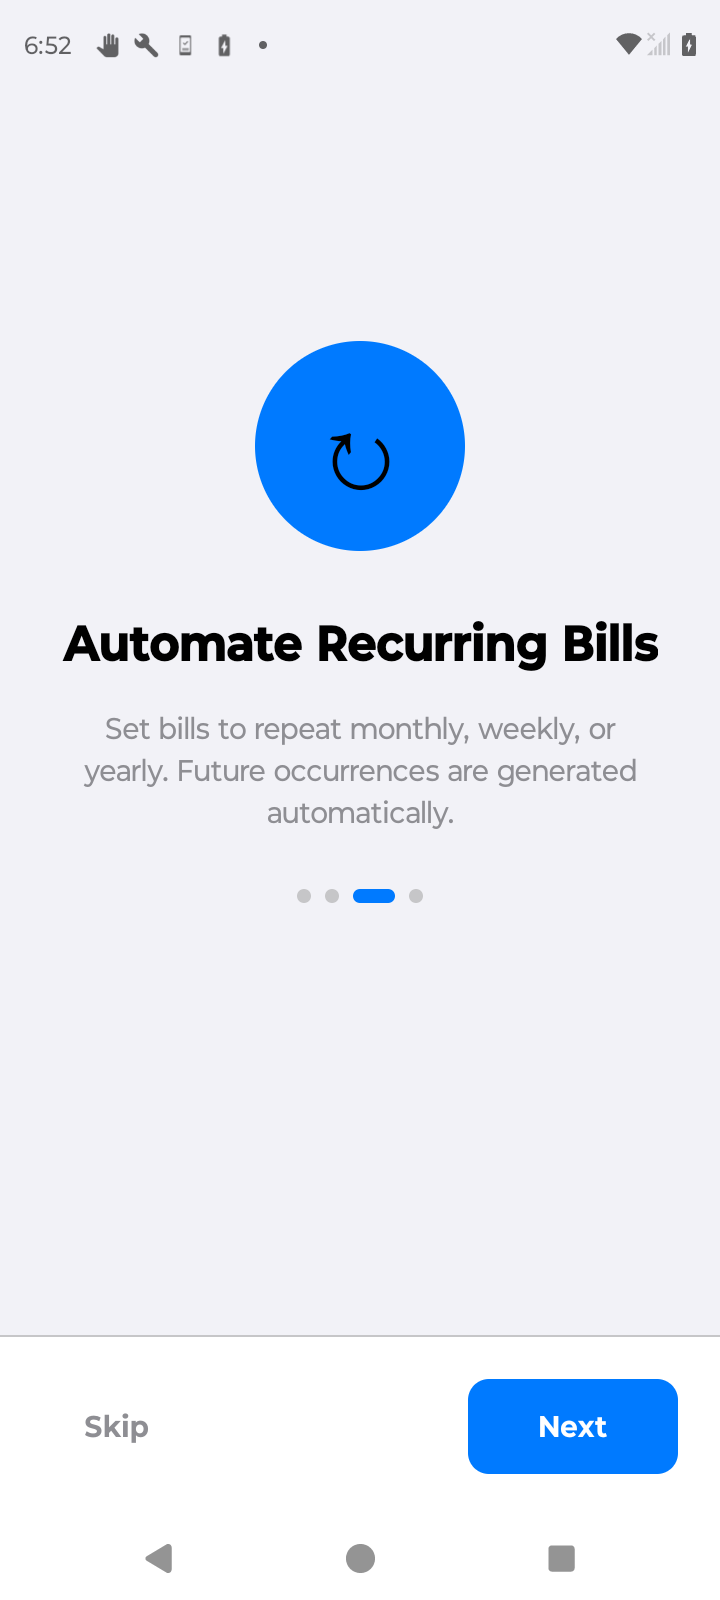 6:52
Automate Recurring Bills
Set bills to repeat monthly, weekly, or
yearly. Future occurrences are generated
automatically.
Skip
Next